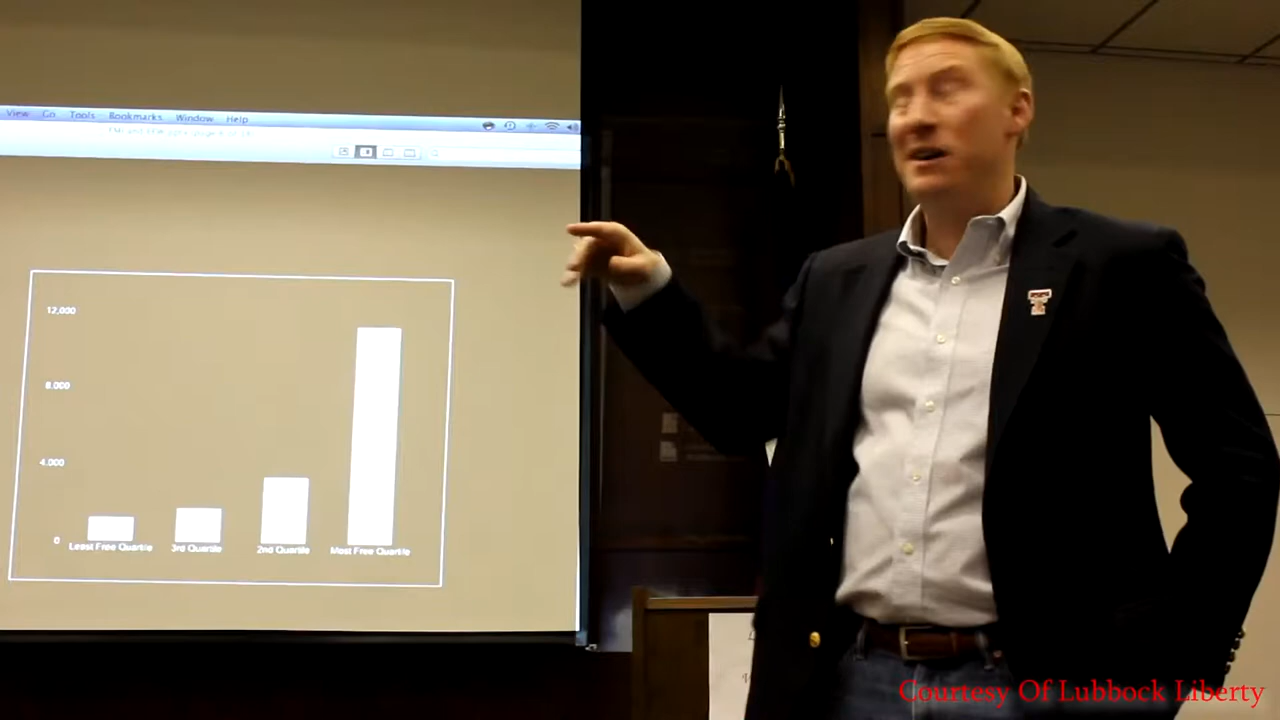 View Go Tools Bookmarks Window Help
12,000
8,000
4,000
0
Least Free Quartile 3rd Quartile 2nd Quartile Most Free Quartile
Courtesy Of Lubbock Liberty